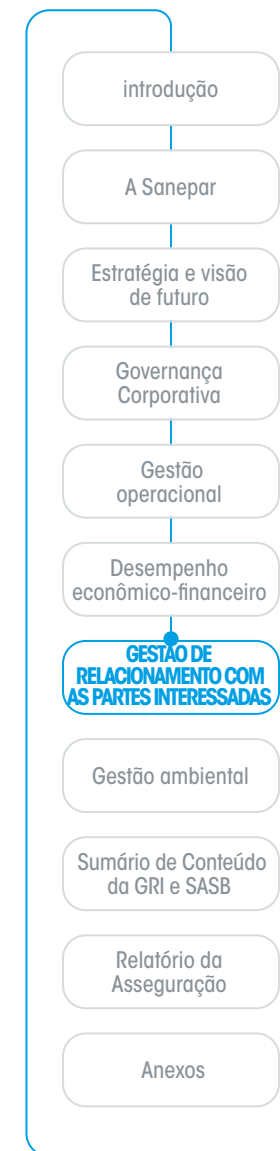 introdução
A Sanepar
Estratégia e visão
de futuro
Governança
Corporativa
Gestão
operacional
Desempenho
econômico-financeiro
GESTÃO DE
RELACIONAMENTO COM
AS PARTES INTERESSADAS
Gestão ambiental
Sumário de Conteúdo
da GRI e SASB
Relatório da
Asseguração
Anexos